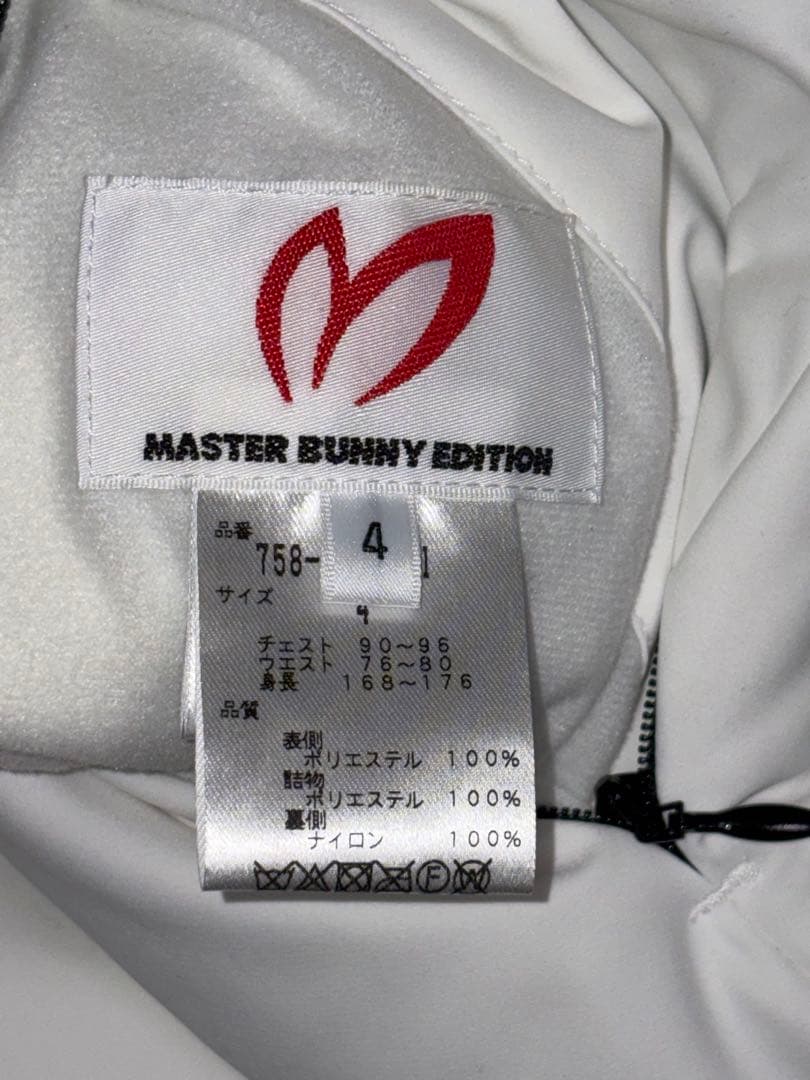 MASTER BUNNY EDITION
4
品番
758-
サイズ
4
チェスト 90～96
ウエスト 76～80
身長 168～176
品質
表側
ポリエステル 100%
詰物
ポリエステル 100%
裏側
ナイロン 100%
F W